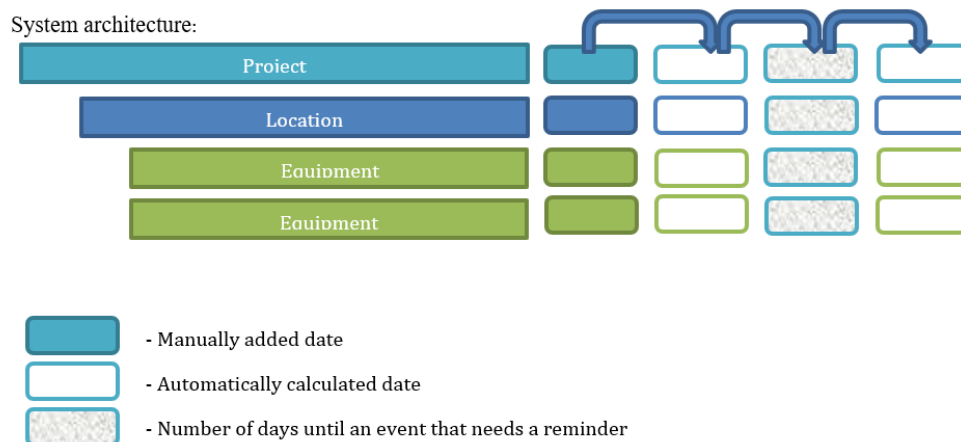 System architecture:
Project
Location
Equipment
Equipment
- Manually added date
- Automatically calculated date
- Number of days until an event that needs a reminder